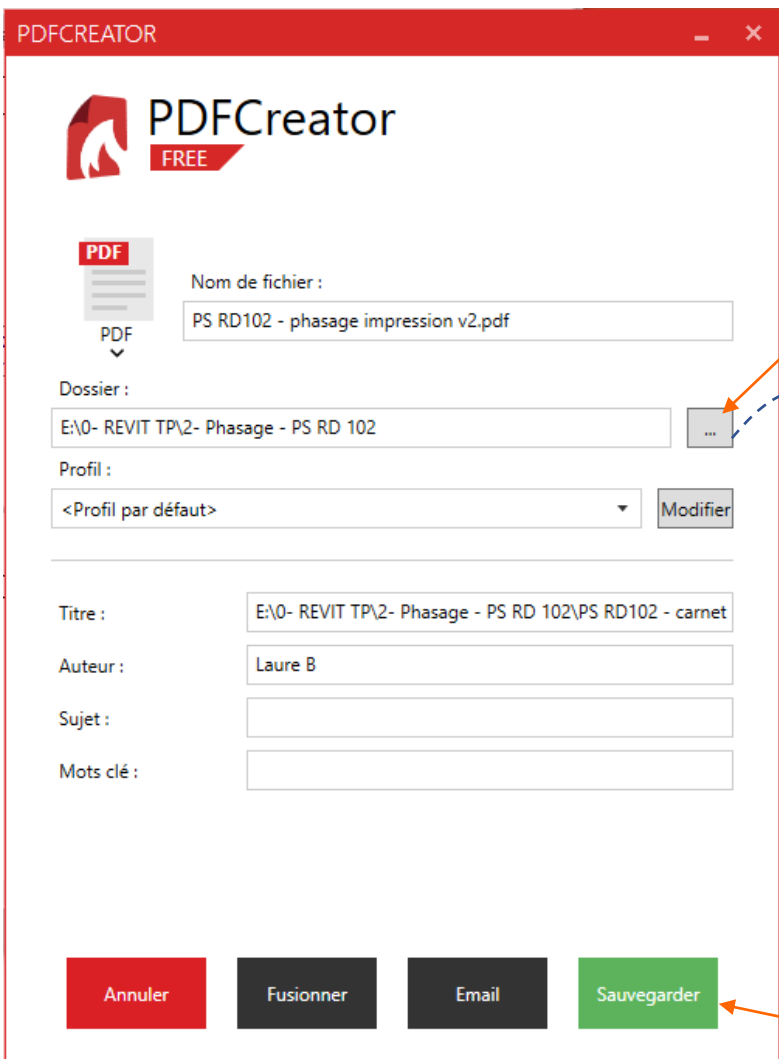 PDFCREATOR
PDFCreator
FREE
PDF
Nom de fichier :
PS RD102 - phasage impression v2.pdf
PDF
Dossier :
E:\0- REVIT TP\2- Phasage - PS RD 102
...
Profil :
<Profil par défaut>
Modifier
Titre :
E:\0- REVIT TP\2- Phasage - PS RD 102\PS RD102 - carnet
Auteur :
Laure B
Sujet :
Mots clé :
Annuler
Fusionner
Email
Sauvegarder